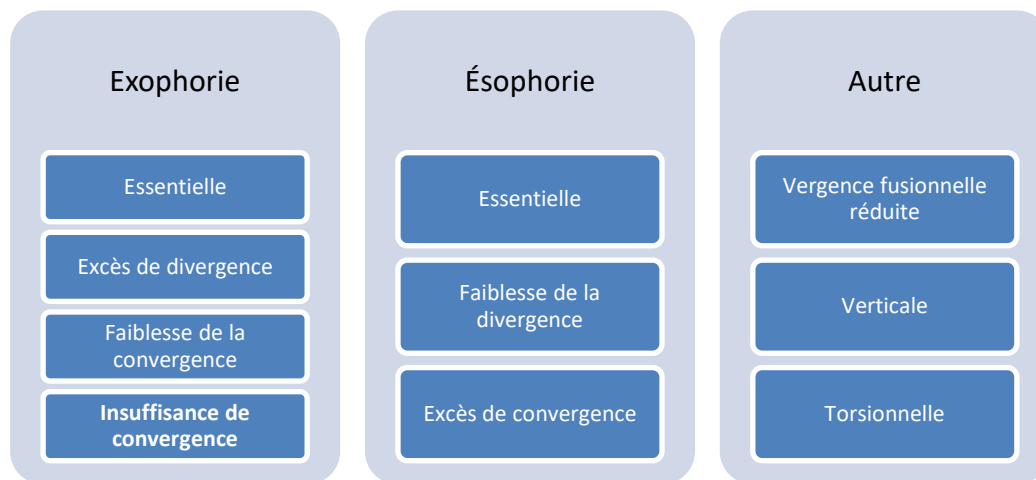 Exophorie
Essentielle
Excès de divergence
Faiblesse de la
convergence
Insuffisance de
convergence
Ésophorie
Essentielle
Faiblesse de la
divergence
Excès de convergence
Autre
Vergence fusionnelle
réduite
Verticale
Torsionnelle